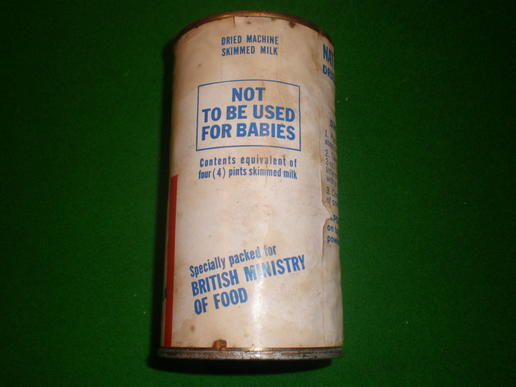 DRIED MACHINE
SKIMMED MILK
NOT
TO BE USED
FOR BABIES
Contents equivalent of
four (4) pints skimmed milk
Specially packed for
BRITISH MINISTRY
OF FOOD